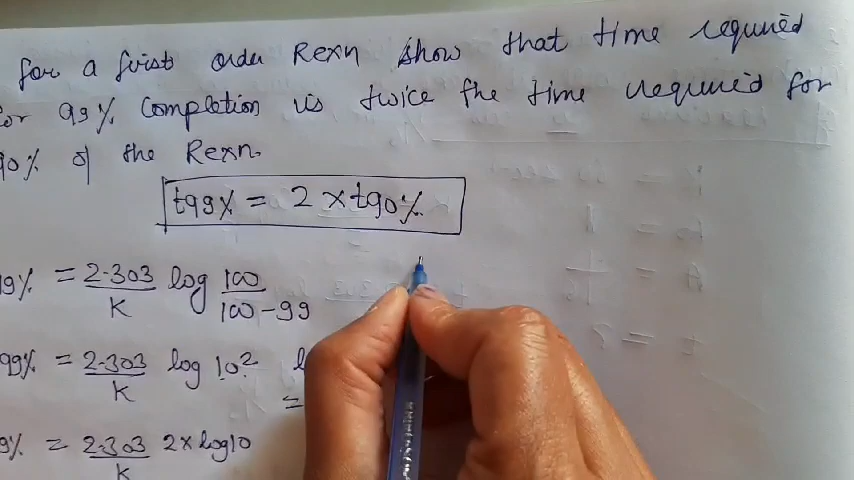 for a first order Rexn show that time required
for 99% Completion is twice the time required for
90% of the Rexn.
t99% = 2 × t90%
99% = 2.303/K log 100/100-99
99% = 2.303/K log 10²
9% = 2.303/K 2×log10